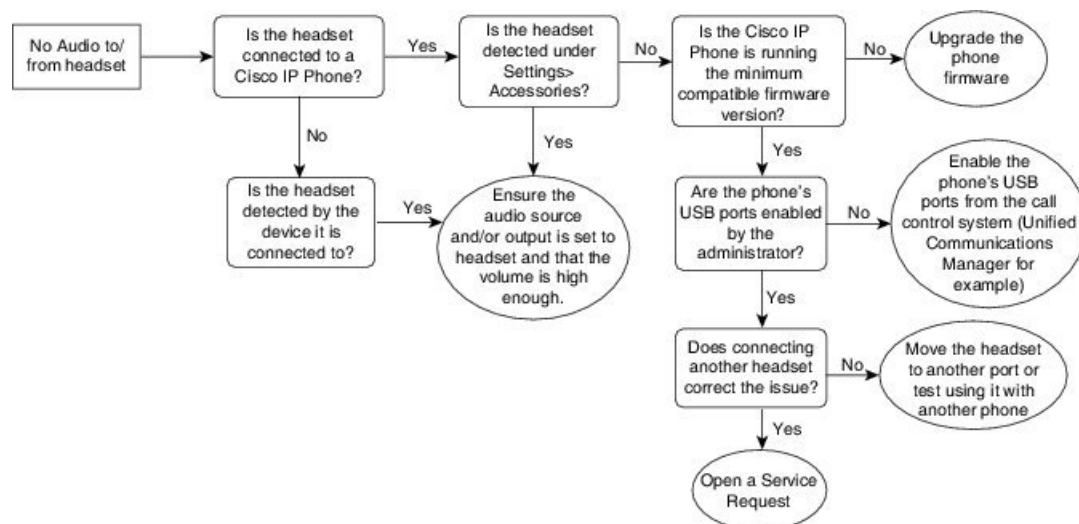 No Audio to/
from headset
Is the headset
connected to a
Cisco IP Phone?
Yes
Is the headset
detected under
Settings>
Accessories?
No
Is the Cisco IP
Phone is running
the minimum
compatible firmware
version?
No
Upgrade the
phone
firmware
No
Yes
Yes
Is the headset
detected by the
device it is
connected to?
Yes
Ensure the
audio source
and/or output is set to
headset and that the
volume is high
enough.
Are the phone's
USB ports enabled
by the
administrator?
No
Enable the
phone's USB
ports from the call
control system (Unified
Communications
Manager for
example)
Yes
Does connecting
another headset
correct the issue?
No
Move the headset
to another port or
test using it with
another phone
Yes
Open a Service
Request